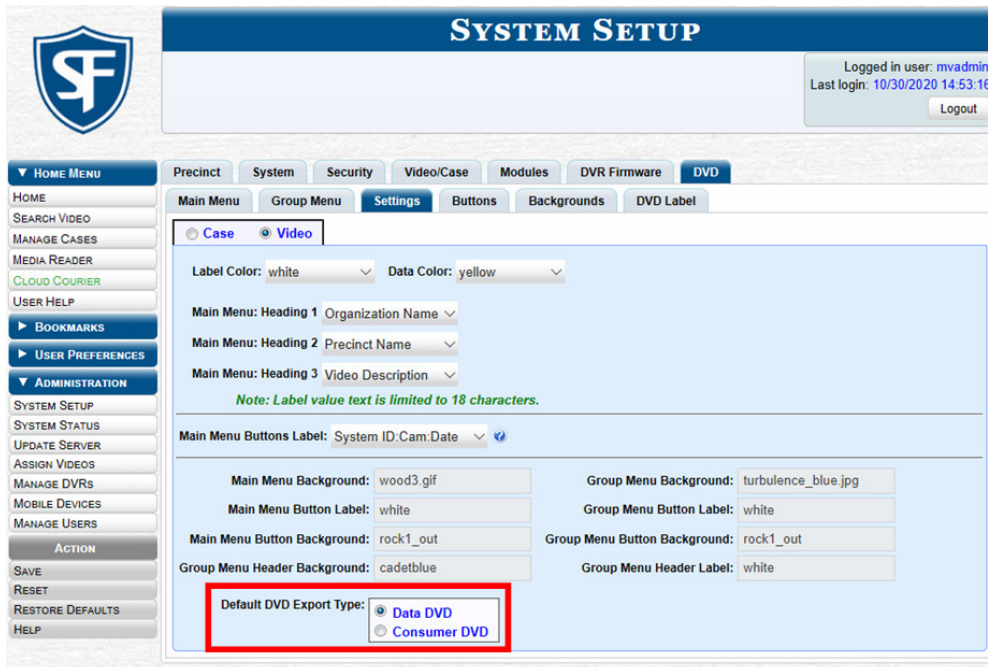 SYSTEM SETUP
SF
Logged in user: mvadmin
Last login: 10/30/2020 14:53:16
Logout
▼ HOME MENU
HOME
SEARCH VIDEO
MANAGE CASES
MEDIA READER
CLOUD COURIER
USER HELP
► BOOKMARKS
► USER PREFERENCES
▼ ADMINISTRATION
SYSTEM SETUP
SYSTEM STATUS
UPDATE SERVER
ASSIGN VIDEOS
MANAGE DVRS
MOBILE DEVICES
MANAGE USERS
ACTION
SAVE
RESET
RESTORE DEFAULTS
HELP
Precinct System Security Video/Case Modules DVR Firmware DVD
Main Menu Group Menu Settings Buttons Backgrounds DVD Label
Case Video
Label Color: white Data Color: yellow
Main Menu: Heading 1 Organization Name
Main Menu: Heading 2 Precinct Name
Main Menu: Heading 3 Video Description
Note: Label value text is limited to 18 characters.
Main Menu Buttons Label: System ID:Cam:Date ?
Main Menu Background: wood3.gif Group Menu Background: turbulence_blue.jpg
Main Menu Button Label: white Group Menu Button Label: white
Main Menu Button Background: rock1_out Group Menu Button Background: rock1_out
Group Menu Header Background: cadetblue Group Menu Header Label: white
Default DVD Export Type: Data DVD
Consumer DVD